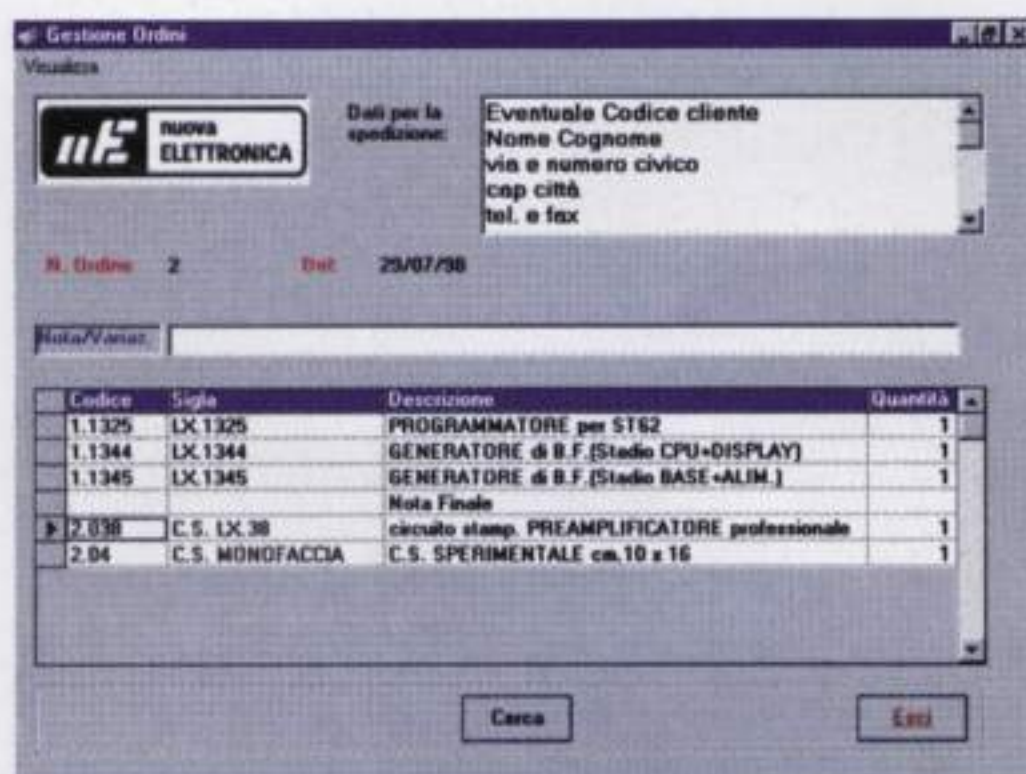 Gestione Ordini
Visualizza
nE nuova
ELETTRONICA
Dati per la
spedizione:
Eventuale Codice cliente
Nome Cognome
via e numero civico
cap città
tel. e fax
N. Ordine 2 Del: 29/07/98
Nota/Variaz.
Codice Sigla Descrizione Quantità
1.1325 LX.1325 PROGRAMMATORE per ST62 1
1.1344 LX.1344 GENERATORE di B.F.(Stadio CPU+DISPLAY) 1
1.1345 LX.1345 GENERATORE di B.F.(Stadio BASE+ALIM.) 1
Nota Finale
2.038 C.S. LX.38 circuito stamp. PREAMPLIFICATORE professionale 1
2.04 C.S. MONOFACCIA C.S. SPERIMENTALE cm.10 x 16 1
Cerca Esci